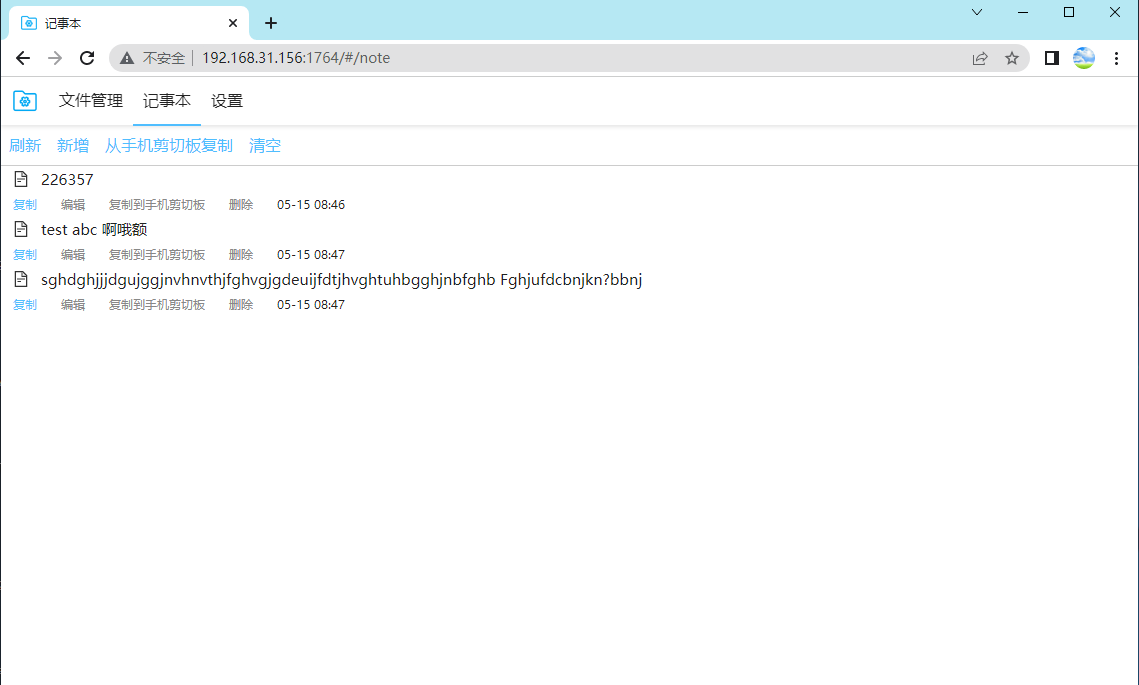 记事本
不安全 192.168.31.156:1764/#/note
文件管理 记事本 设置
刷新 新增 从手机剪切板复制 清空
226357
复制 编辑 复制到手机剪切板 删除 05-15 08:46
test abc 啊哦额
复制 编辑 复制到手机剪切板 删除 05-15 08:47
sghdghjjjdgujggjnvhnvthjfghvgjgdeuijfdtjhvghtuhbgghjnbfghb Fghjufdcbnjkn?bbnj
复制 编辑 复制到手机剪切板 删除 05-15 08:47